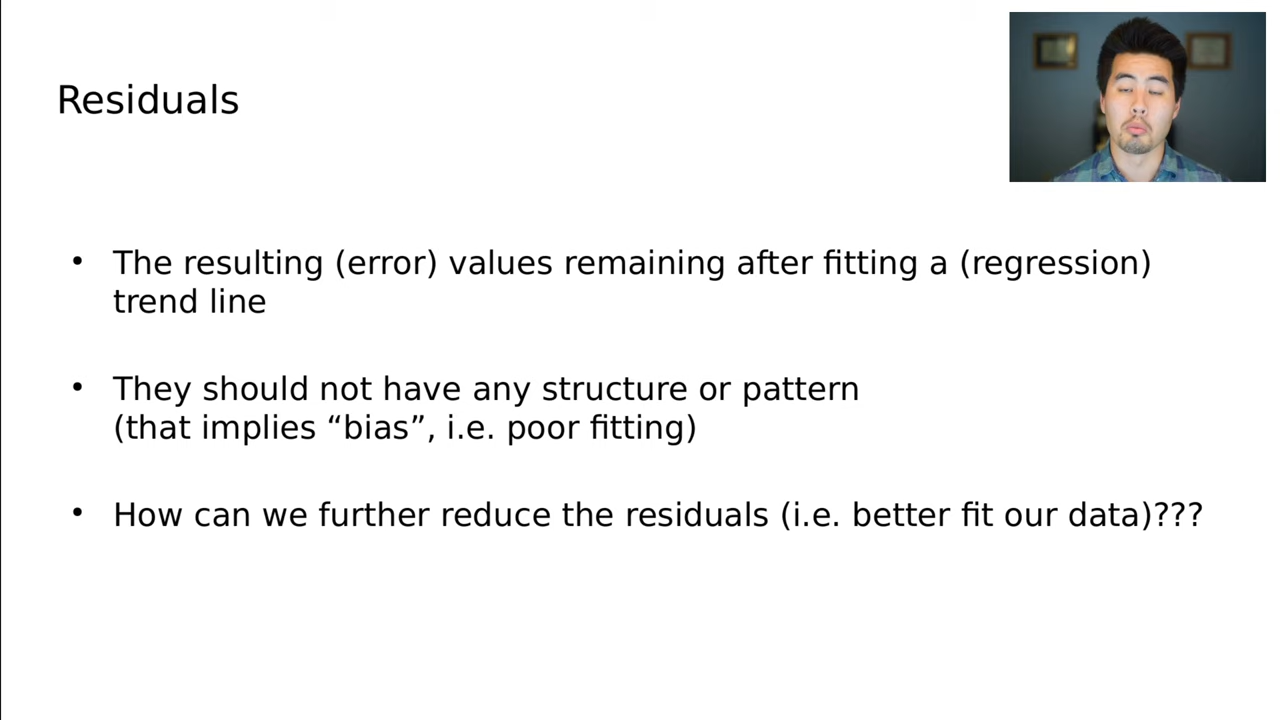 Residuals
• The resulting (error) values remaining after fitting a (regression)
trend line
• They should not have any structure or pattern
(that implies “bias”, i.e. poor fitting)
• How can we further reduce the residuals (i.e. better fit our data)???